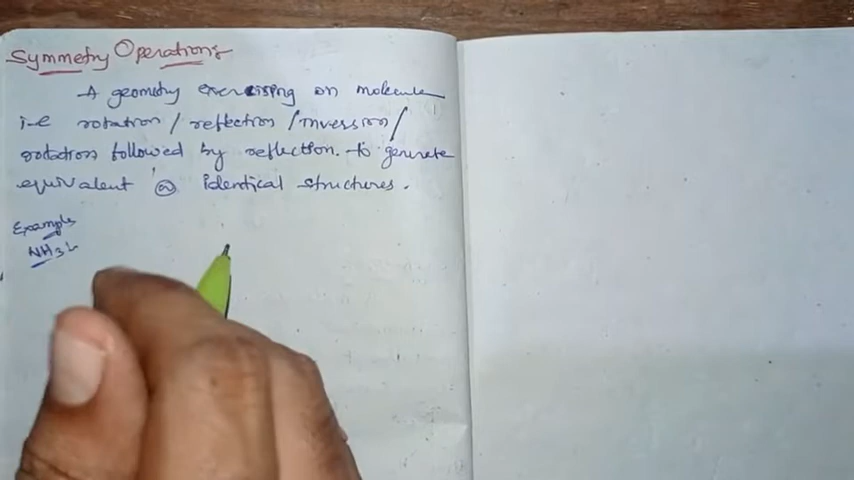 Symmetry Operations
A geometry exercising on molecule
i-e rotation / reflection / inversion /
rotation followed by reflection. to generate
equivalent or identical structures.
Example
NH3